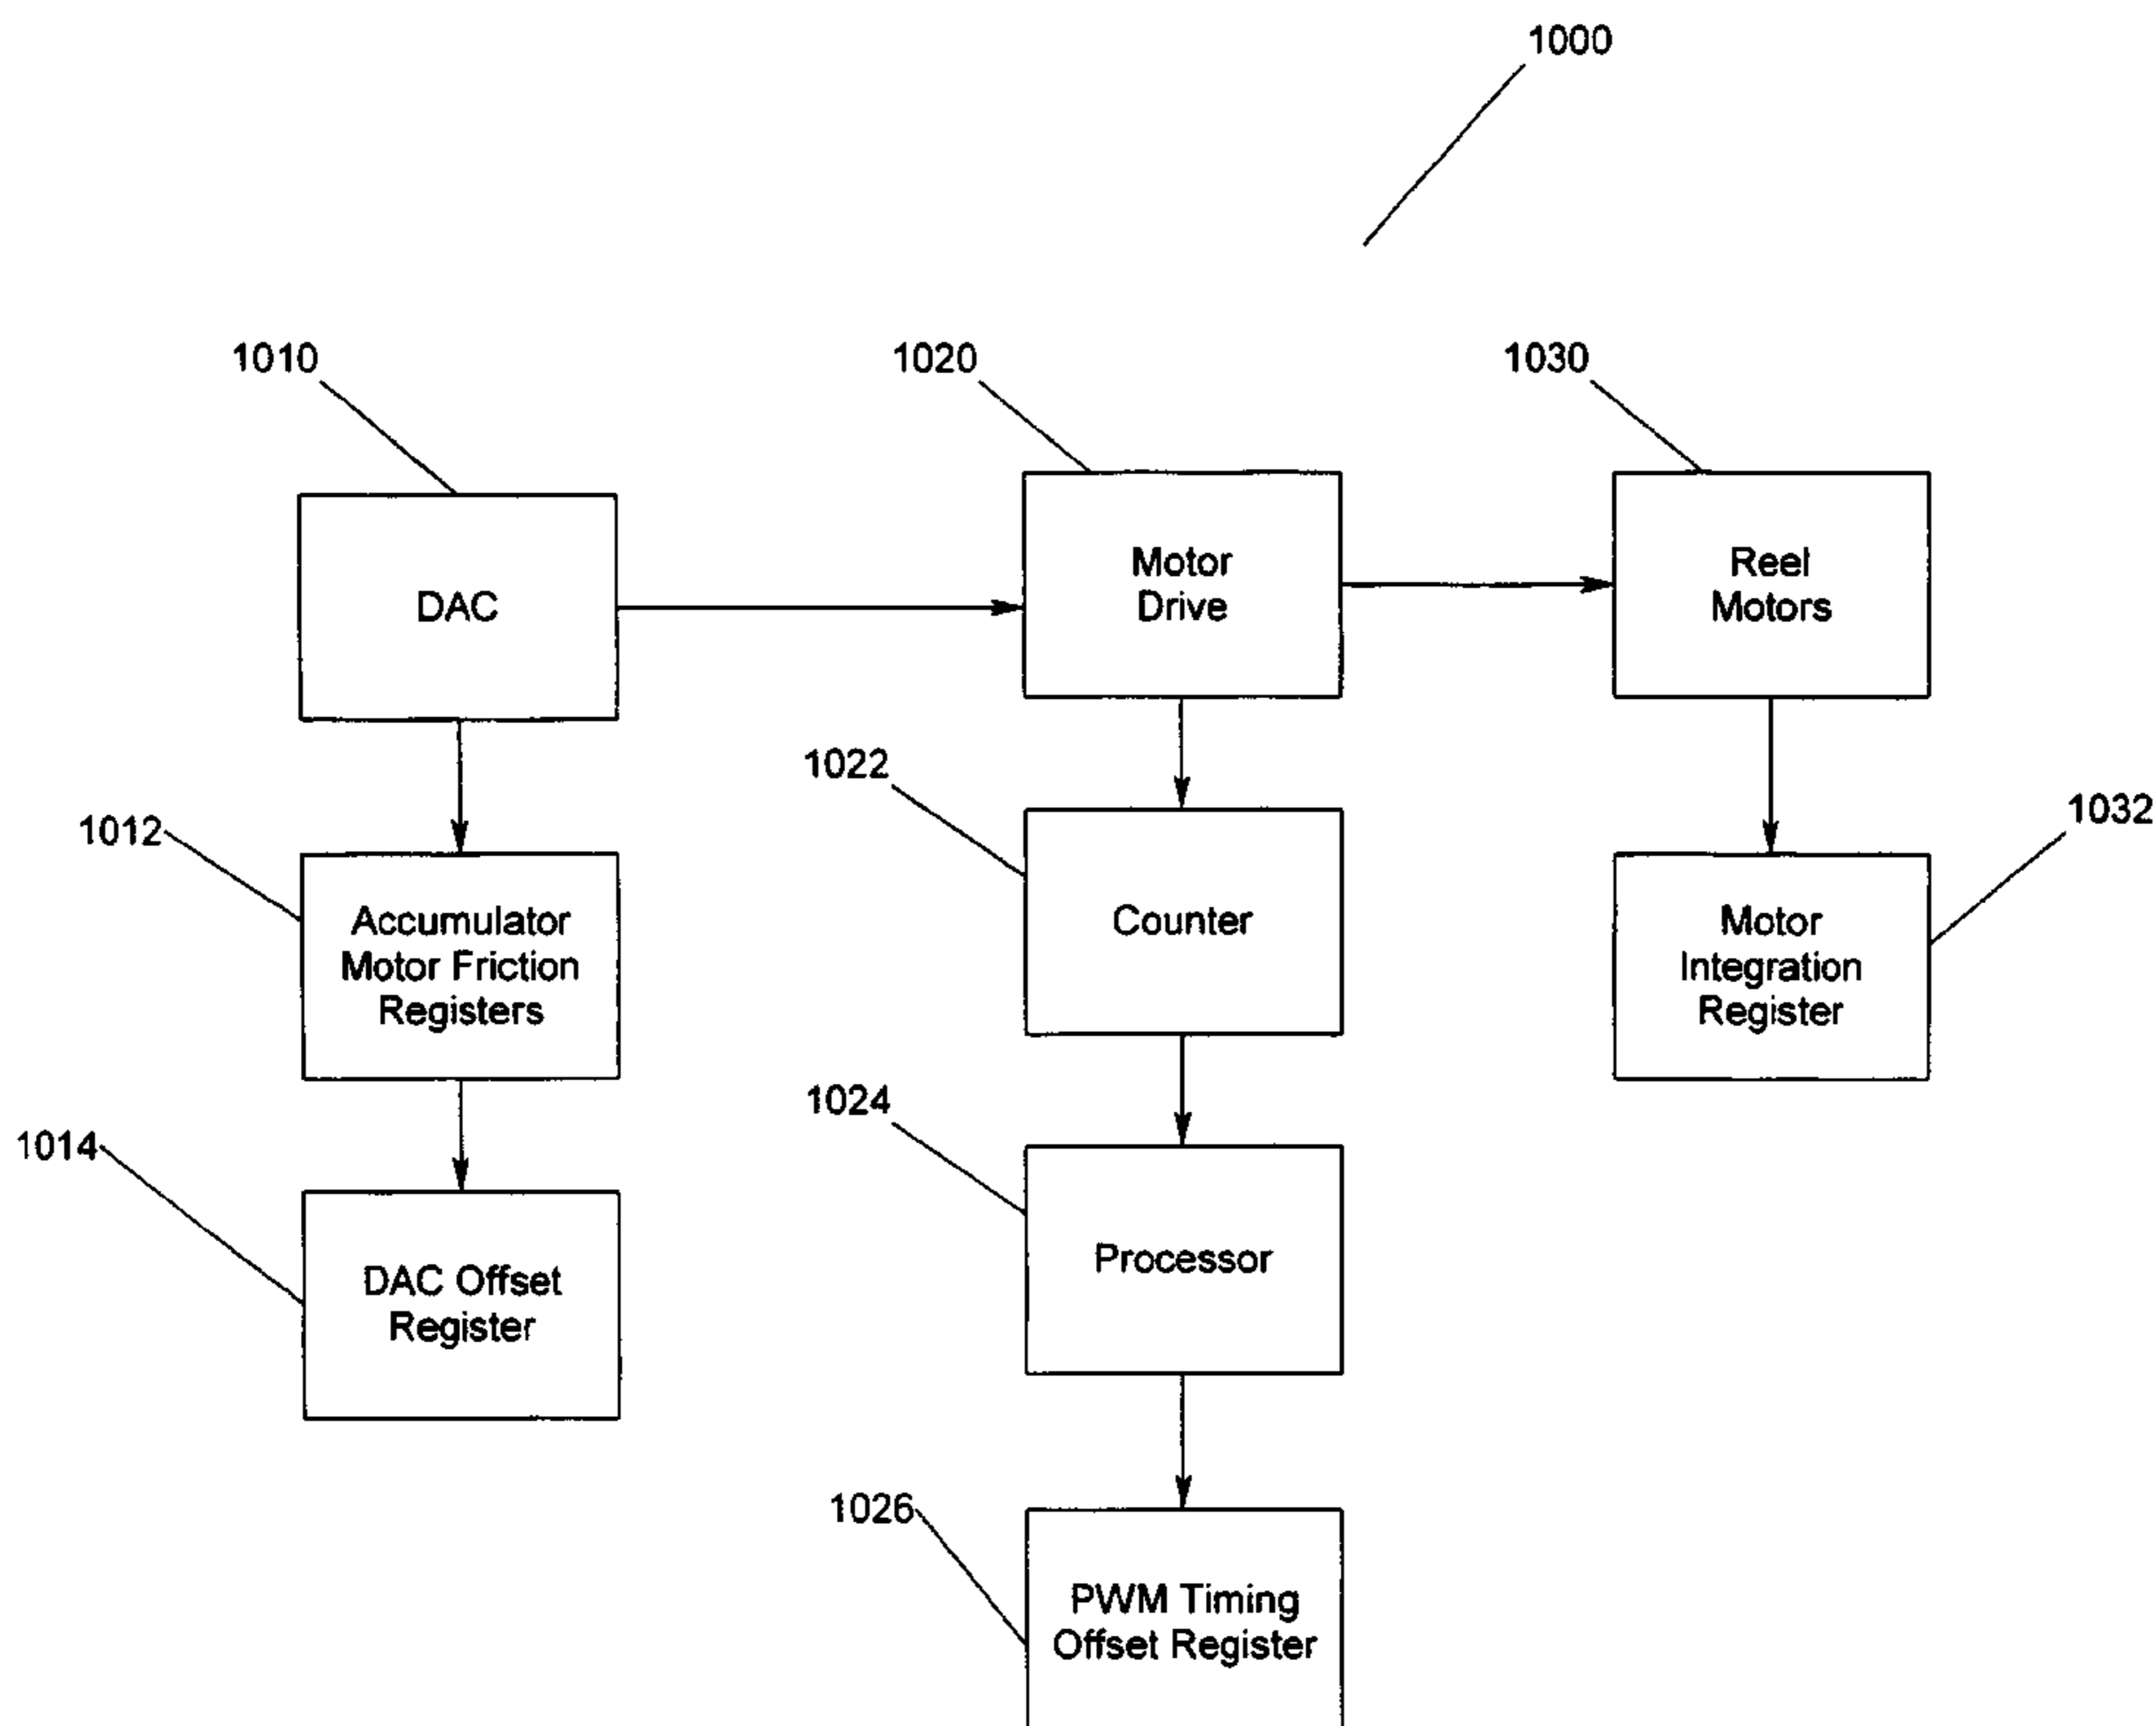 1000
1010
1020
1030
DAC
Motor
Drive
Reel
Motors
1012
1022
1032
Accumulator
Motor Friction
Registers
Counter
Motor
Integration
Register
1014
1024
DAC Offset
Register
Processor
1026
PWM Timing
Offset Register